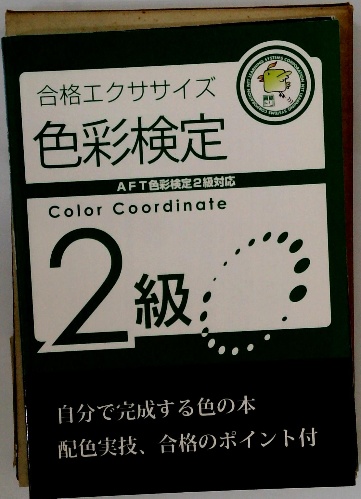 合格エクササイズ
色彩検定
AFT色彩検定2級対応
Color Coordinate
2級
自分で完成する色の本
配色実技、合格のポイント付